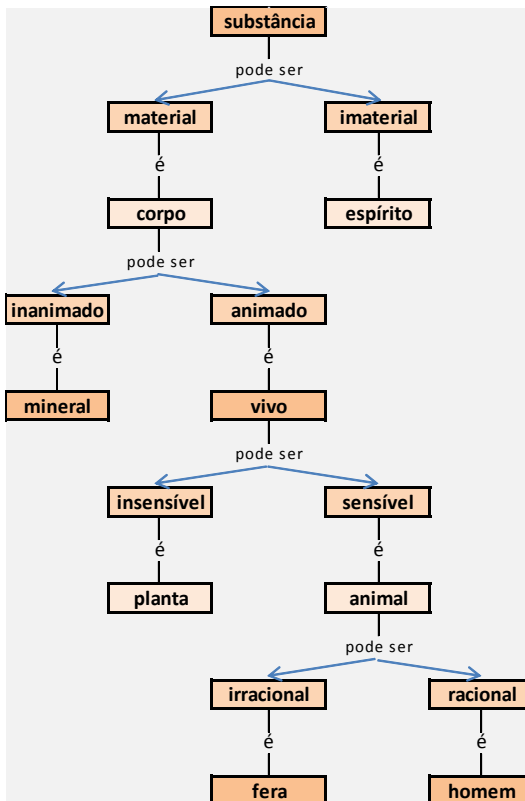 substância
pode ser
material imaterial
é é
corpo espírito
pode ser
inanimado animado
é é
mineral vivo
pode ser
insensível sensível
é é
planta animal
pode ser
irracional racional
é é
fera homem